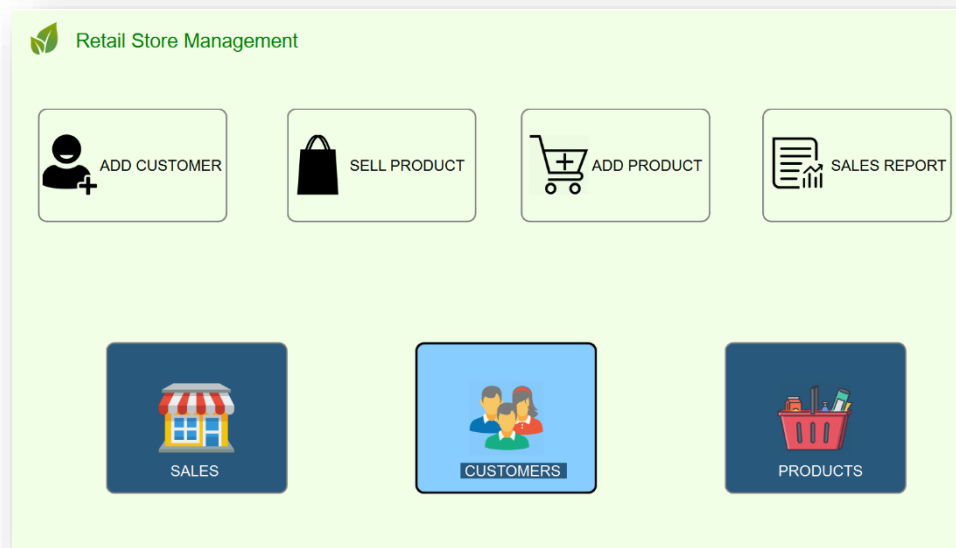 Retail Store Management
ADD CUSTOMER
SELL PRODUCT
ADD PRODUCT
SALES REPORT
SALES
CUSTOMERS
PRODUCTS